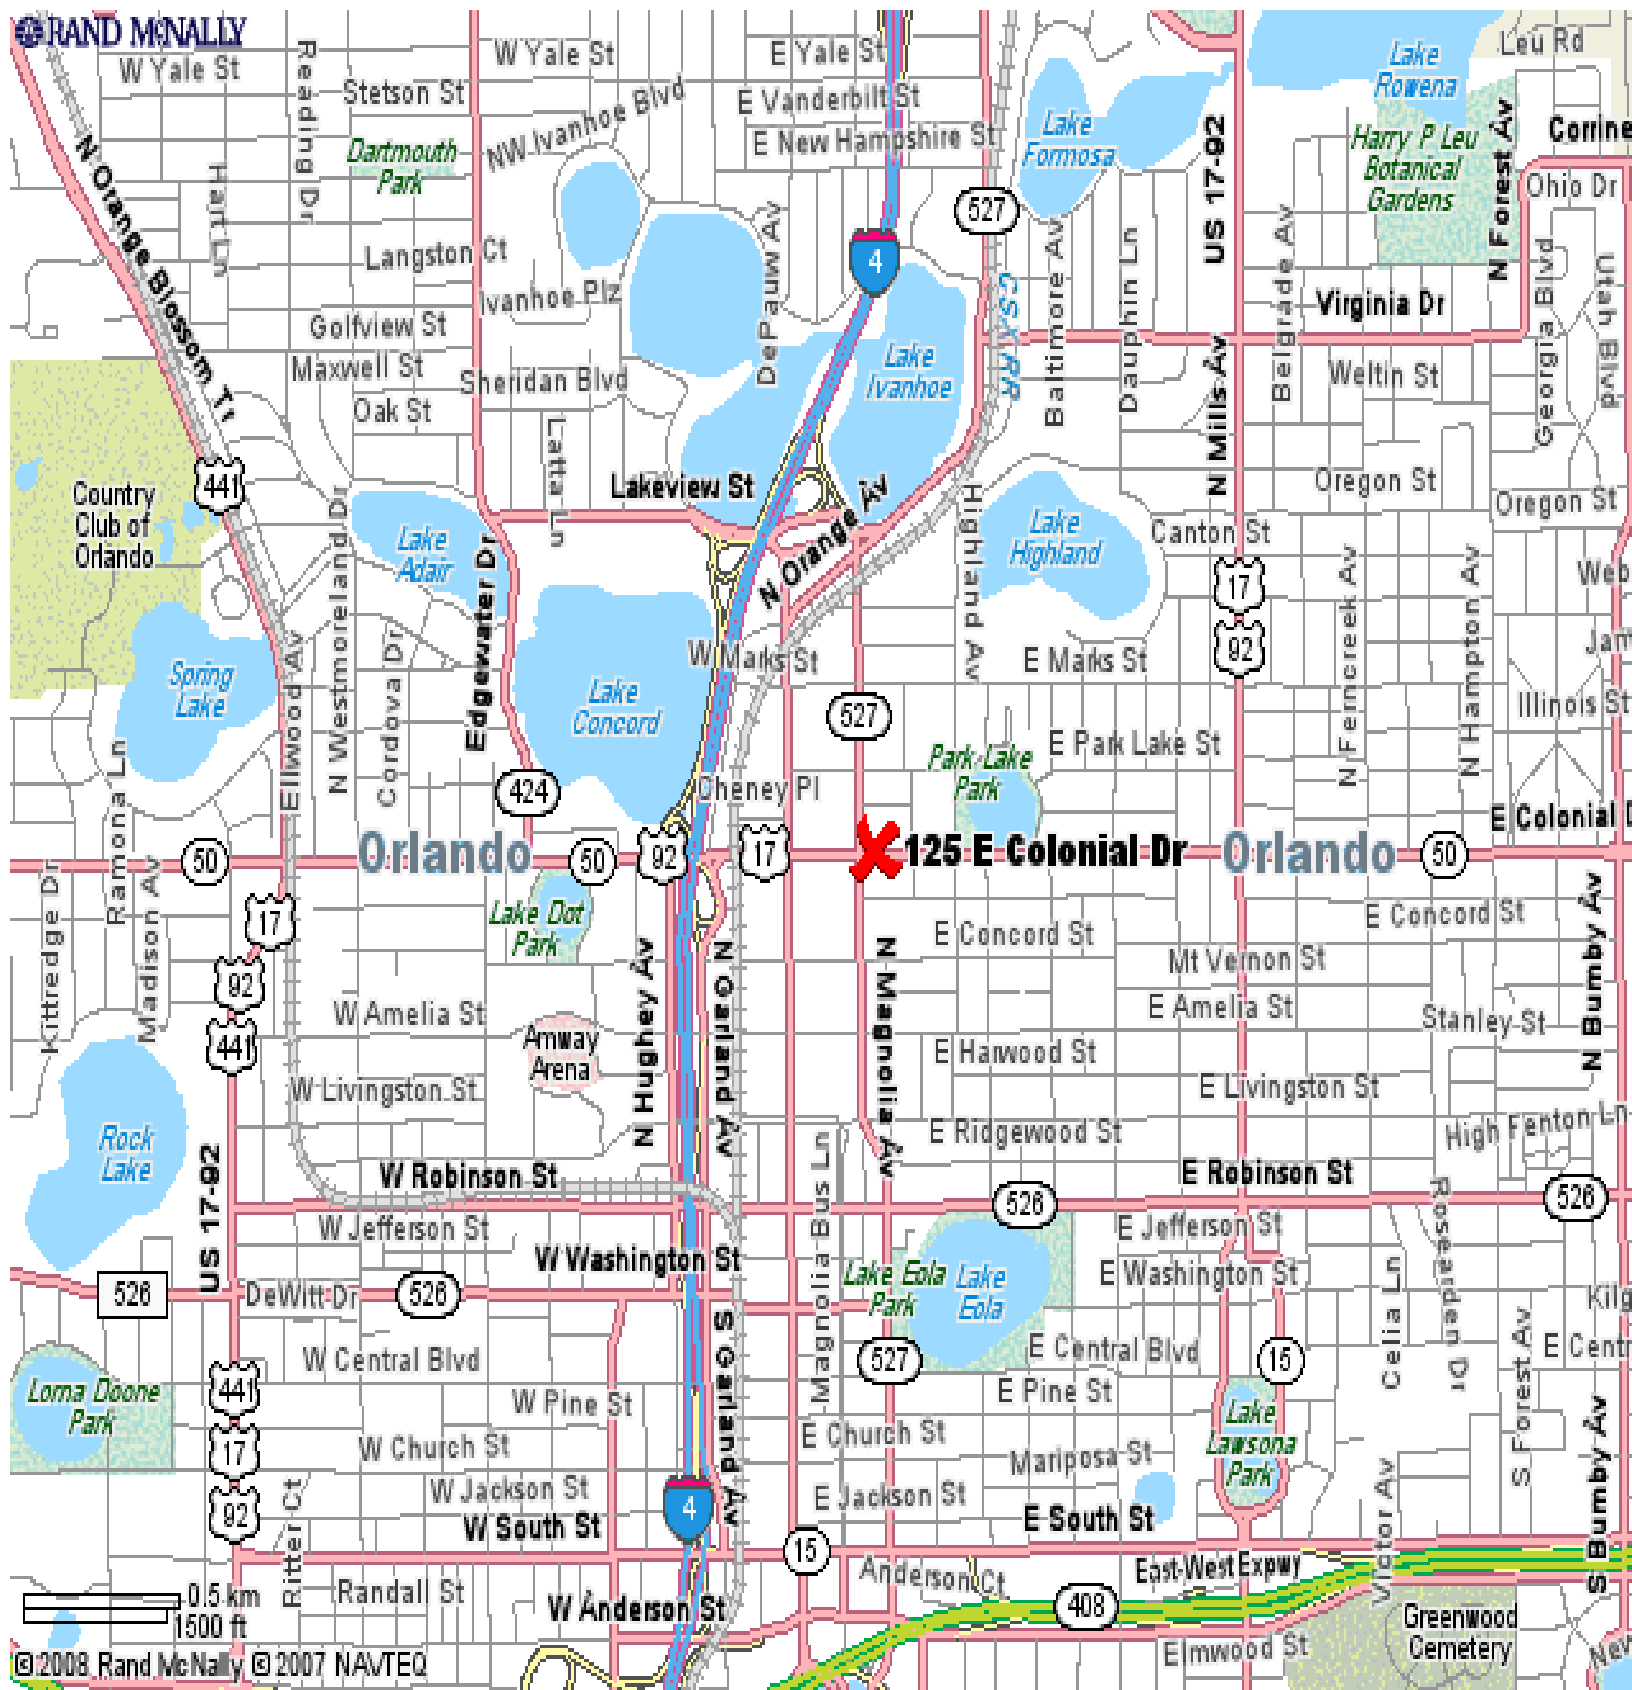 RAND McNALLY
W Yale St
Reading Dr
W Yale St
E Yale St
Lake
Rowena
Leu Rd
Stetson St
NW Ivanhoe Blvd
E Vanderbilt St
E New Hampshire St
Lake
Formosa
US 17-92
Harry P Leu
Botanical
Gardens
N Forest Av
Corrine
Ohio Dr
N Orange Blossom Tr
Hart Ln
Dartmouth
Park
527
Langston Ct
DePauw Av
4
CSX RR
Baltimore Av
Dauphin Ln
Belgrade Av
Georgia Blvd
Utah Blvd
Ivanhoe Plz
Golfview St
Virginia Dr
Maxwell St
Sheridan Blvd
Lake
Ivanhoe
N Mills Av
Weltin St
Oak St
Latta Ln
441
Country
Club of
Orlando
Lakeview St
N Orange Av
Highland Av
Oregon St
Oregon St
N Westmoreland Dr
Lake
Adair
Edgewater Dr
Lake
Highland
Canton St
17
N Ferncreek Av
N Hampton Av
Web
Jam
Spring
Lake
Ellwood Av
Cordova Dr
Lake
Concord
W Marks St
E Marks St
92
Illinois St
527
Ramona Ln
Park Lake
Park
E Park Lake St
424
Cheney Pl
E Colonial D
50
Orlando
50
92
17
125 E Colonial Dr
Orlando
50
Kittredge Dr
Madison Av
17
Lake Dot
Park
N Hughey Av
N Garland Av
N Magnolia Av
E Concord St
E Concord St
N Bumby Av
92
Mt Vernon St
W Amelia St
E Amelia St
Stanley St
441
Amway
Arena
E Harwood St
W Livingston St
E Livingston St
Rock
Lake
E Ridgewood St
High Fenton Ln
US 17-92
W Robinson St
Magnolia Bus Ln
E Robinson St
526
526
Rosearden Dr
W Jefferson St
E Jefferson St
W Washington St
Lake Eola
Park
Lake
Eola
E Washington St
526
DeWitt Dr
526
S Garland Av
Celia Ln
Kilg
W Central Blvd
527
E Central Blvd
15
S Forest Av
E Centr
441
Lorna Doone
Park
W Pine St
E Pine St
Lake
Lawsona
Park
S Bumby Av
17
W Church St
E Church St
Mariposa St
92
Ritter Ct
W Jackson St
4
E Jackson St
Victor Av
W South St
E South St
15
Anderson Ct
East-West Expwy
0.5 km
1500 ft
Randall St
W Anderson St
408
Greenwood
Cemetery
Elmwood St
New
©2008 Rand McNally ©2007 NAVTEQ